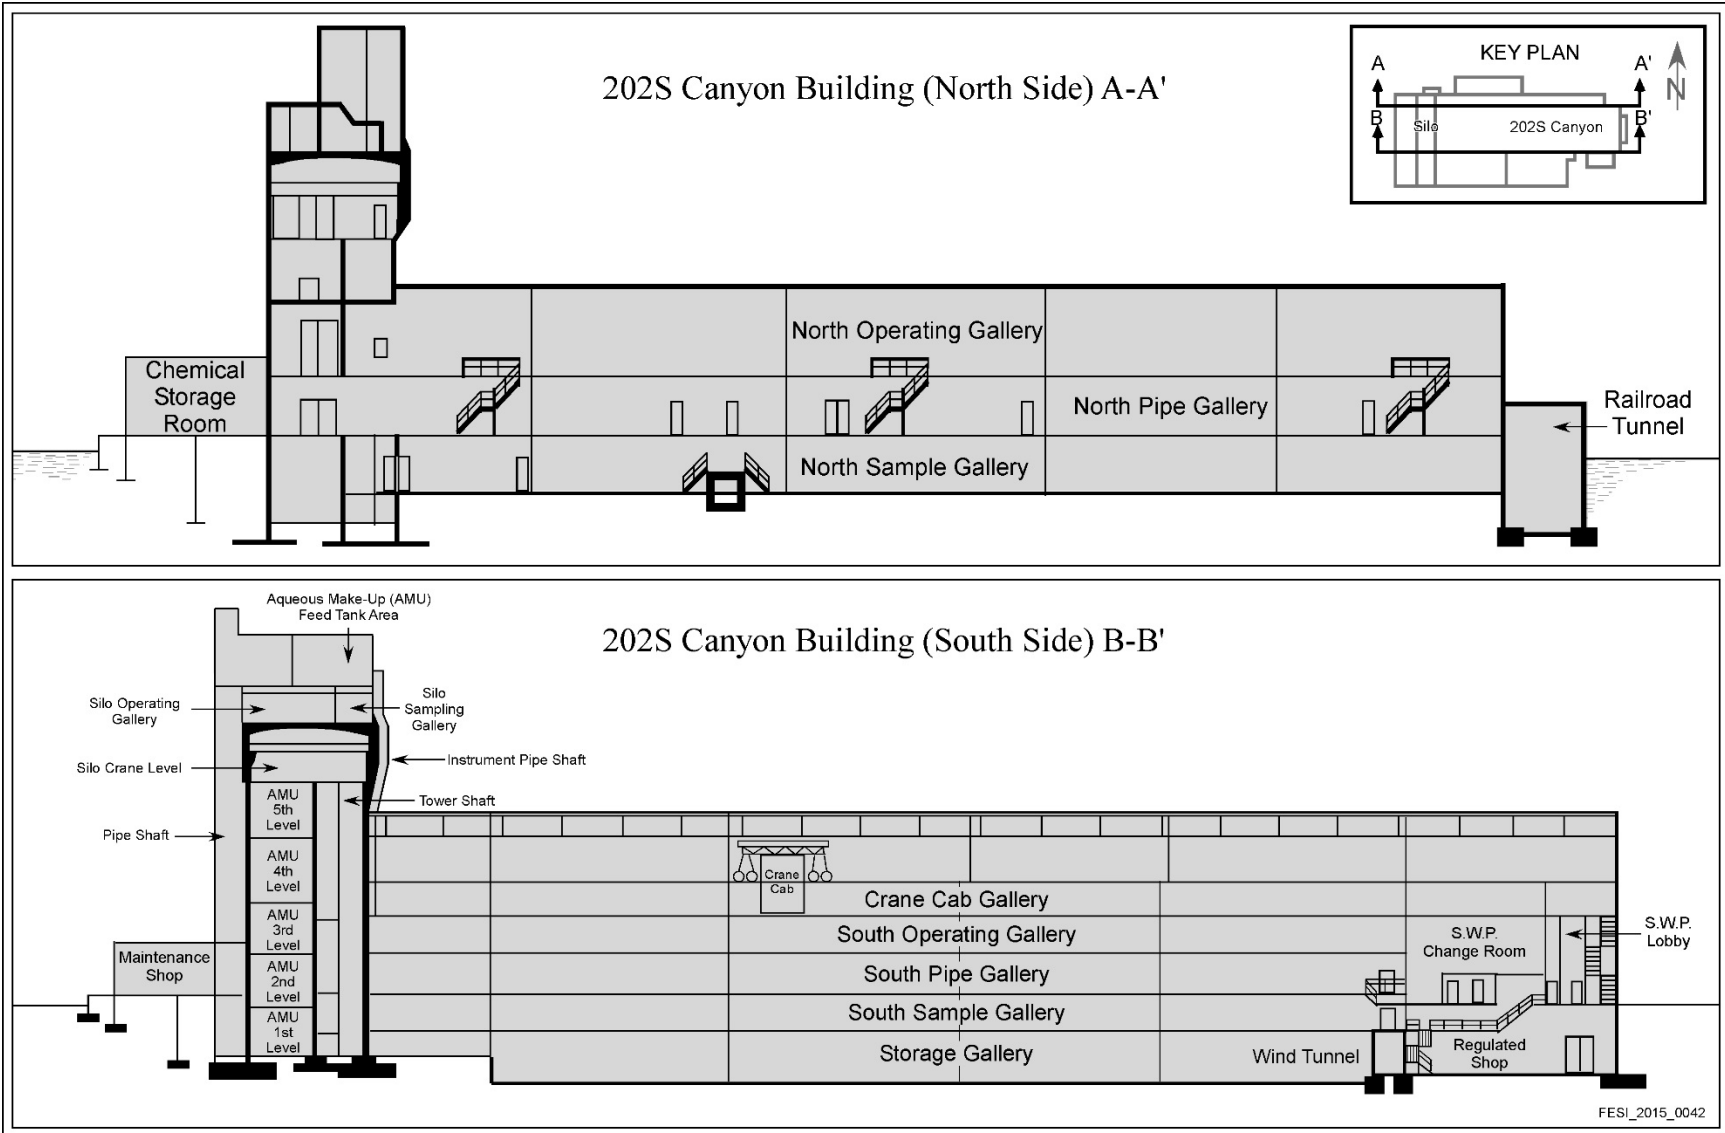 202S Canyon Building (North Side) A-A'
KEY PLAN
A
A'
N
B
B'
Silo
202S Canyon
North Operating Gallery
Chemical
Storage
Room
North Pipe Gallery
Railroad
Tunnel
North Sample Gallery
Aqueous Make-Up (AMU)
Feed Tank Area
202S Canyon Building (South Side) B-B'
Silo Operating
Gallery
Silo
Sampling
Gallery
Silo Crane Level
Instrument Pipe Shaft
AMU
5th
Level
Tower Shaft
Pipe Shaft
AMU
4th
Level
Crane
Cab
Crane Cab Gallery
AMU
3rd
Level
South Operating Gallery
S.W.P.
Change Room
S.W.P.
Lobby
Maintenance
Shop
AMU
2nd
Level
South Pipe Gallery
South Sample Gallery
AMU
1st
Level
Storage Gallery
Wind Tunnel
Regulated
Shop
FESI_2015_0042